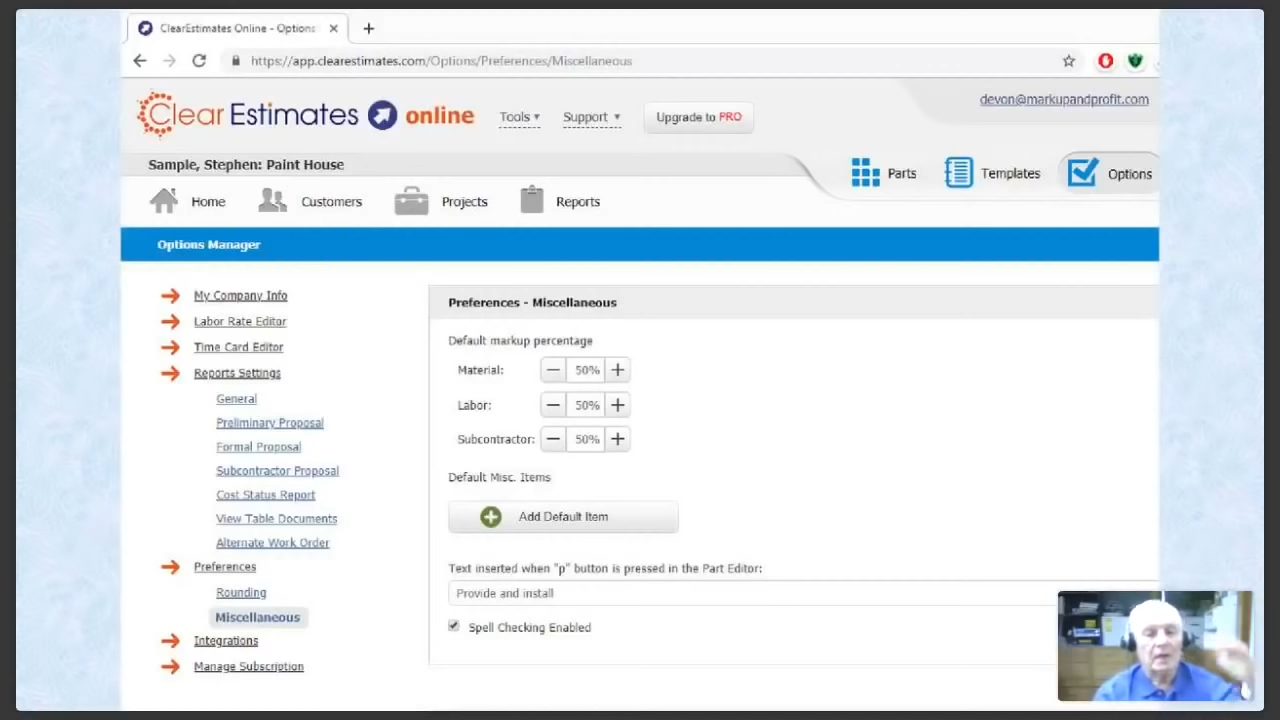 ClearEstimates Online - Options
https://app.clearestimates.com/Options/Preferences/Miscellaneous
Clear Estimates online
Tools
Support
Upgrade to PRO
devon@markupandprofit.com
Sample, Stephen: Paint House
Parts
Templates
Options
Home
Customers
Projects
Reports
Options Manager
My Company Info
Labor Rate Editor
Time Card Editor
Reports Settings
General
Preliminary Proposal
Formal Proposal
Subcontractor Proposal
Cost Status Report
View Table Documents
Alternate Work Order
Preferences
Rounding
Miscellaneous
Integrations
Manage Subscription
Preferences - Miscellaneous
Default markup percentage
Material: 50%
Labor: 50%
Subcontractor: 50%
Default Misc. Items
Add Default Item
Text inserted when "p" button is pressed in the Part Editor:
Provide and install
Spell Checking Enabled